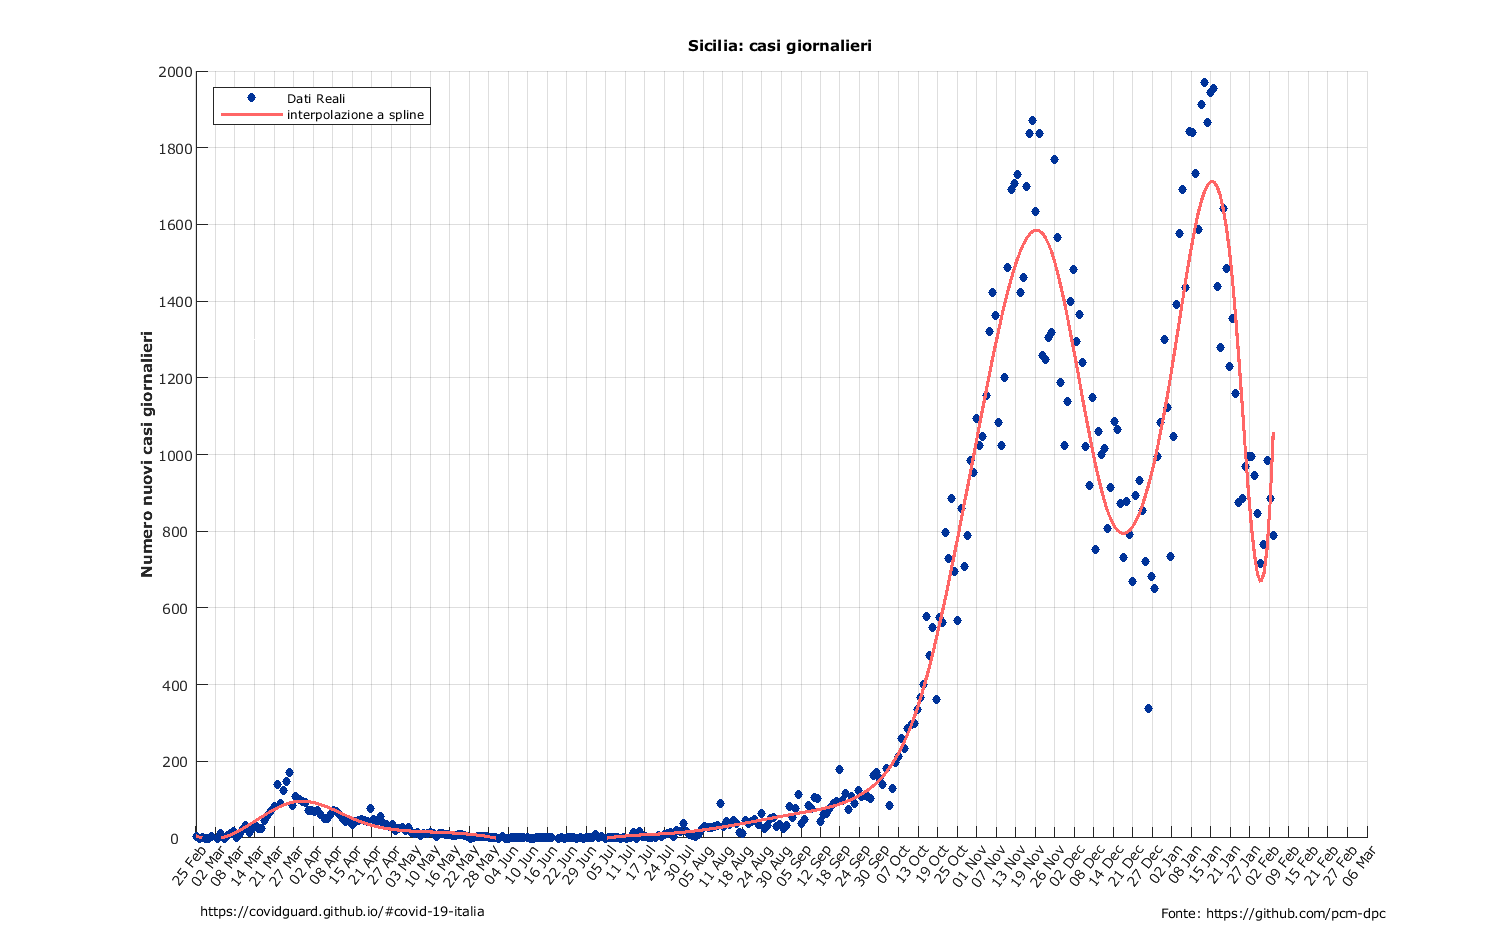 Sicilia: casi giornalieri
Dati Reali
interpolazione a spline
Numero nuovi casi giornalieri
2000
1800
1600
1400
1200
1000
800
600
400
200
0
25 Feb
02 Mar
08 Mar
14 Mar
21 Mar
27 Mar
02 Apr
08 Apr
15 Apr
21 Apr
27 Apr
03 May
10 May
16 May
22 May
28 May
04 Jun
10 Jun
16 Jun
22 Jun
29 Jun
05 Jul
11 Jul
17 Jul
24 Jul
30 Jul
05 Aug
11 Aug
18 Aug
24 Aug
30 Aug
05 Sep
12 Sep
18 Sep
24 Sep
30 Sep
07 Oct
13 Oct
19 Oct
25 Oct
01 Nov
07 Nov
13 Nov
19 Nov
26 Nov
02 Dec
08 Dec
14 Dec
21 Dec
27 Dec
02 Jan
08 Jan
15 Jan
21 Jan
27 Jan
02 Feb
09 Feb
15 Feb
21 Feb
27 Feb
06 Mar
https://covidguard.github.io/#covid-19-italia
Fonte: https://github.com/pcm-dpc